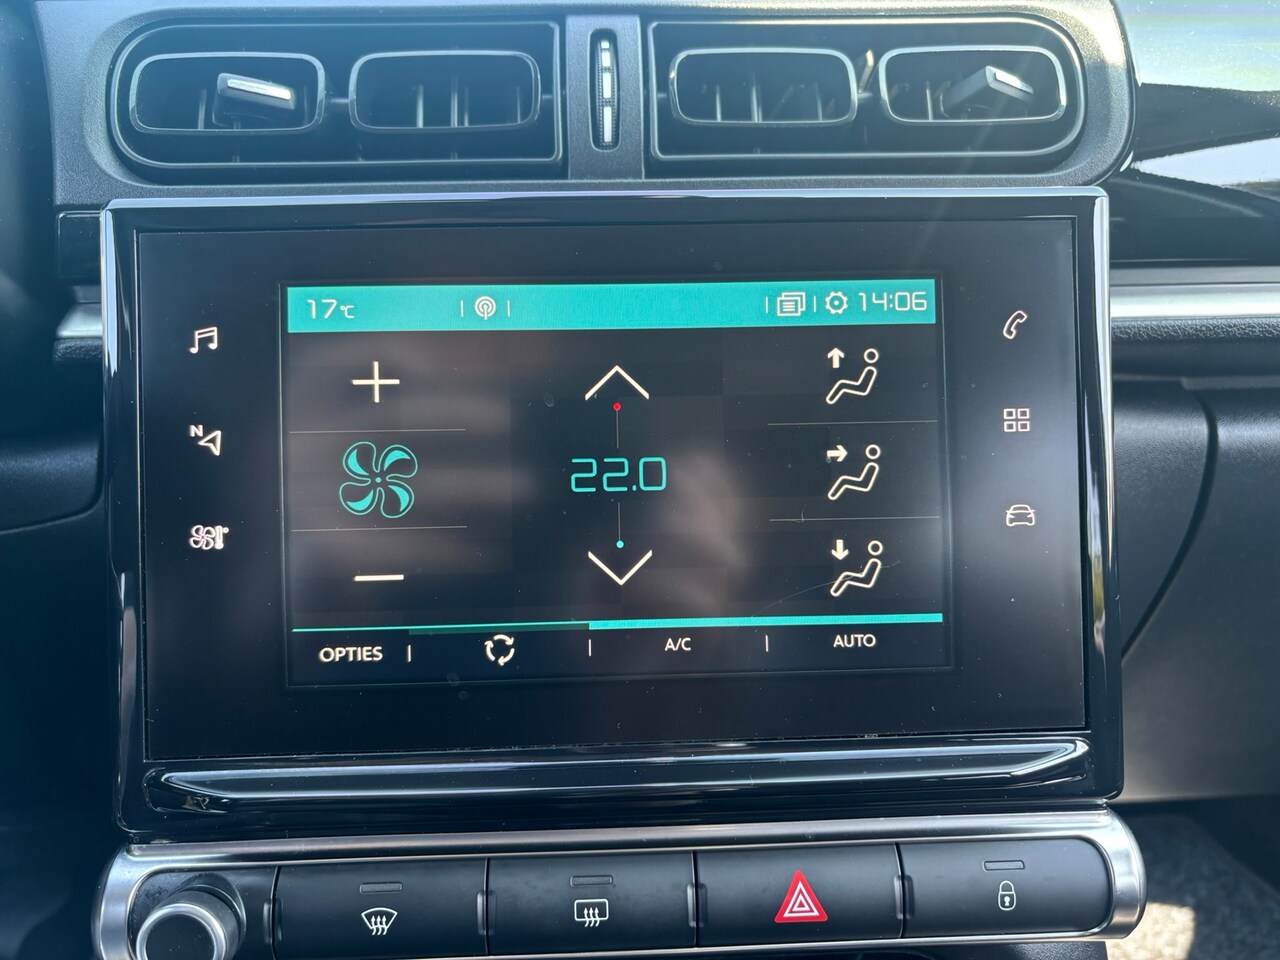 17°C 14:06
N
22.0
OPTIES | | A/C | AUTO